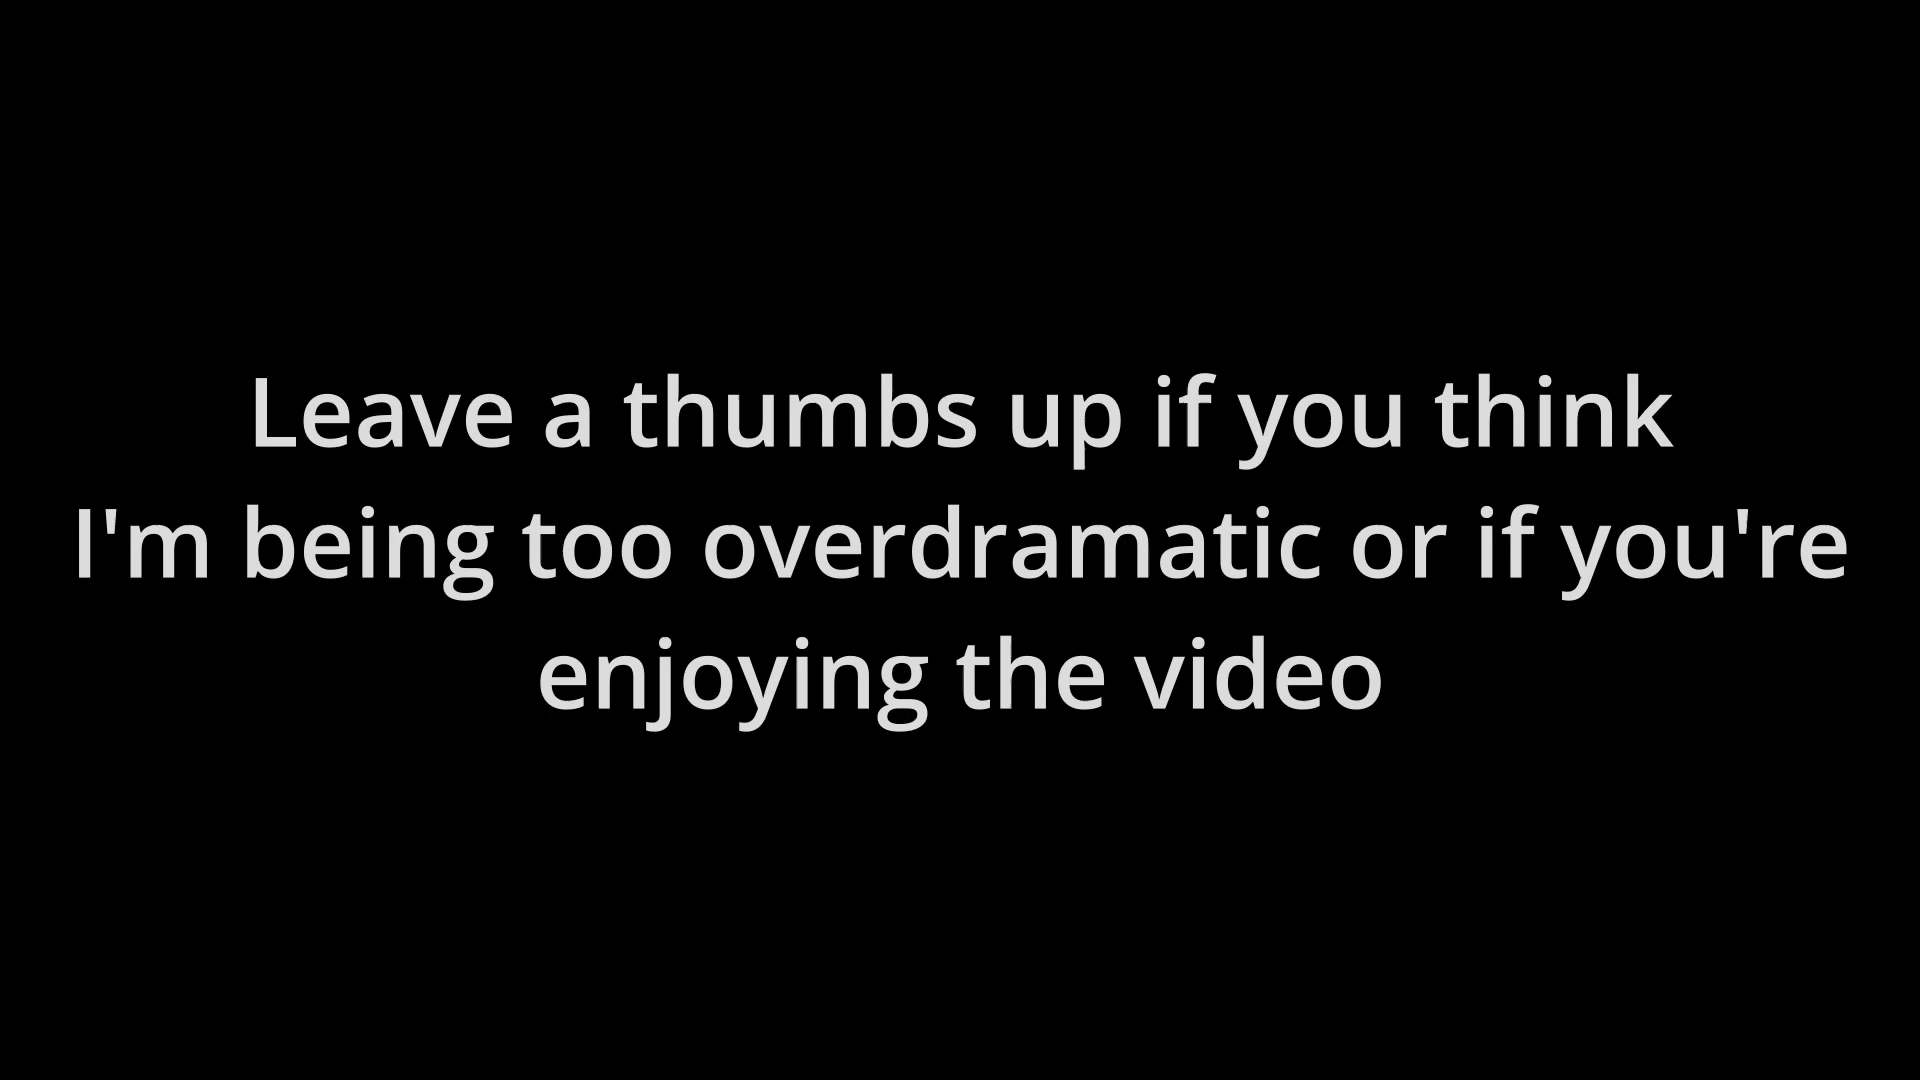 Leave a thumbs up if you think
I'm being too overdramatic or if you're
enjoying the video